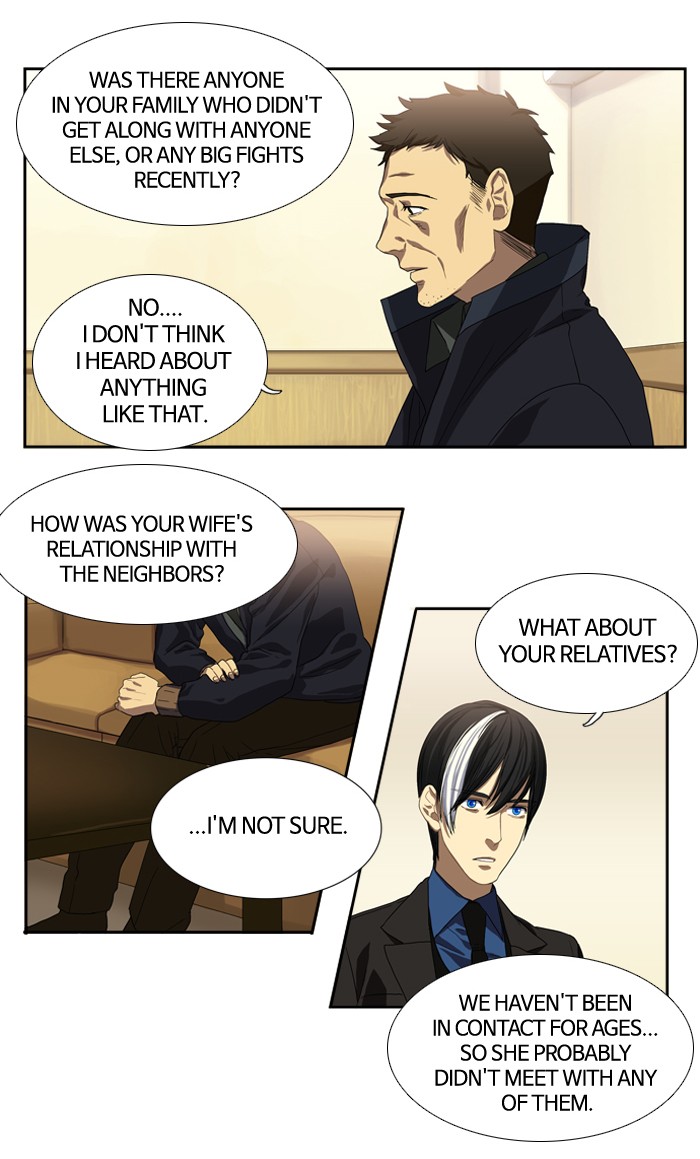 WAS THERE ANYONE
IN YOUR FAMILY WHO DIDN'T
GET ALONG WITH ANYONE
ELSE, OR ANY BIG FIGHTS
RECENTLY?
NO....
I DON'T THINK
I HEARD ABOUT
ANYTHING
LIKE THAT.
HOW WAS YOUR WIFE'S
RELATIONSHIP WITH
THE NEIGHBORS?
...I'M NOT SURE.
WHAT ABOUT
YOUR RELATIVES?
WE HAVEN'T BEEN
IN CONTACT FOR AGES...
SO SHE PROBABLY
DIDN'T MEET WITH ANY
OF THEM.